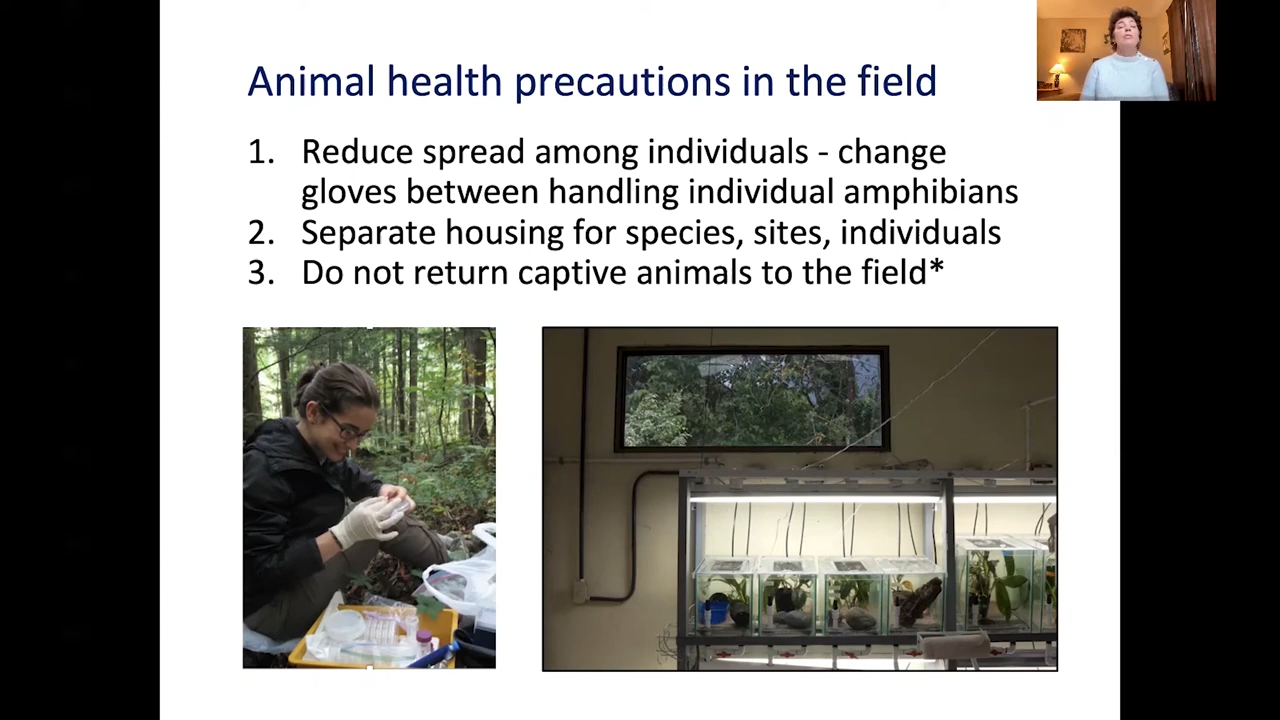 Animal health precautions in the field
1. Reduce spread among individuals - change
gloves between handling individual amphibians
2. Separate housing for species, sites, individuals
3. Do not return captive animals to the field*